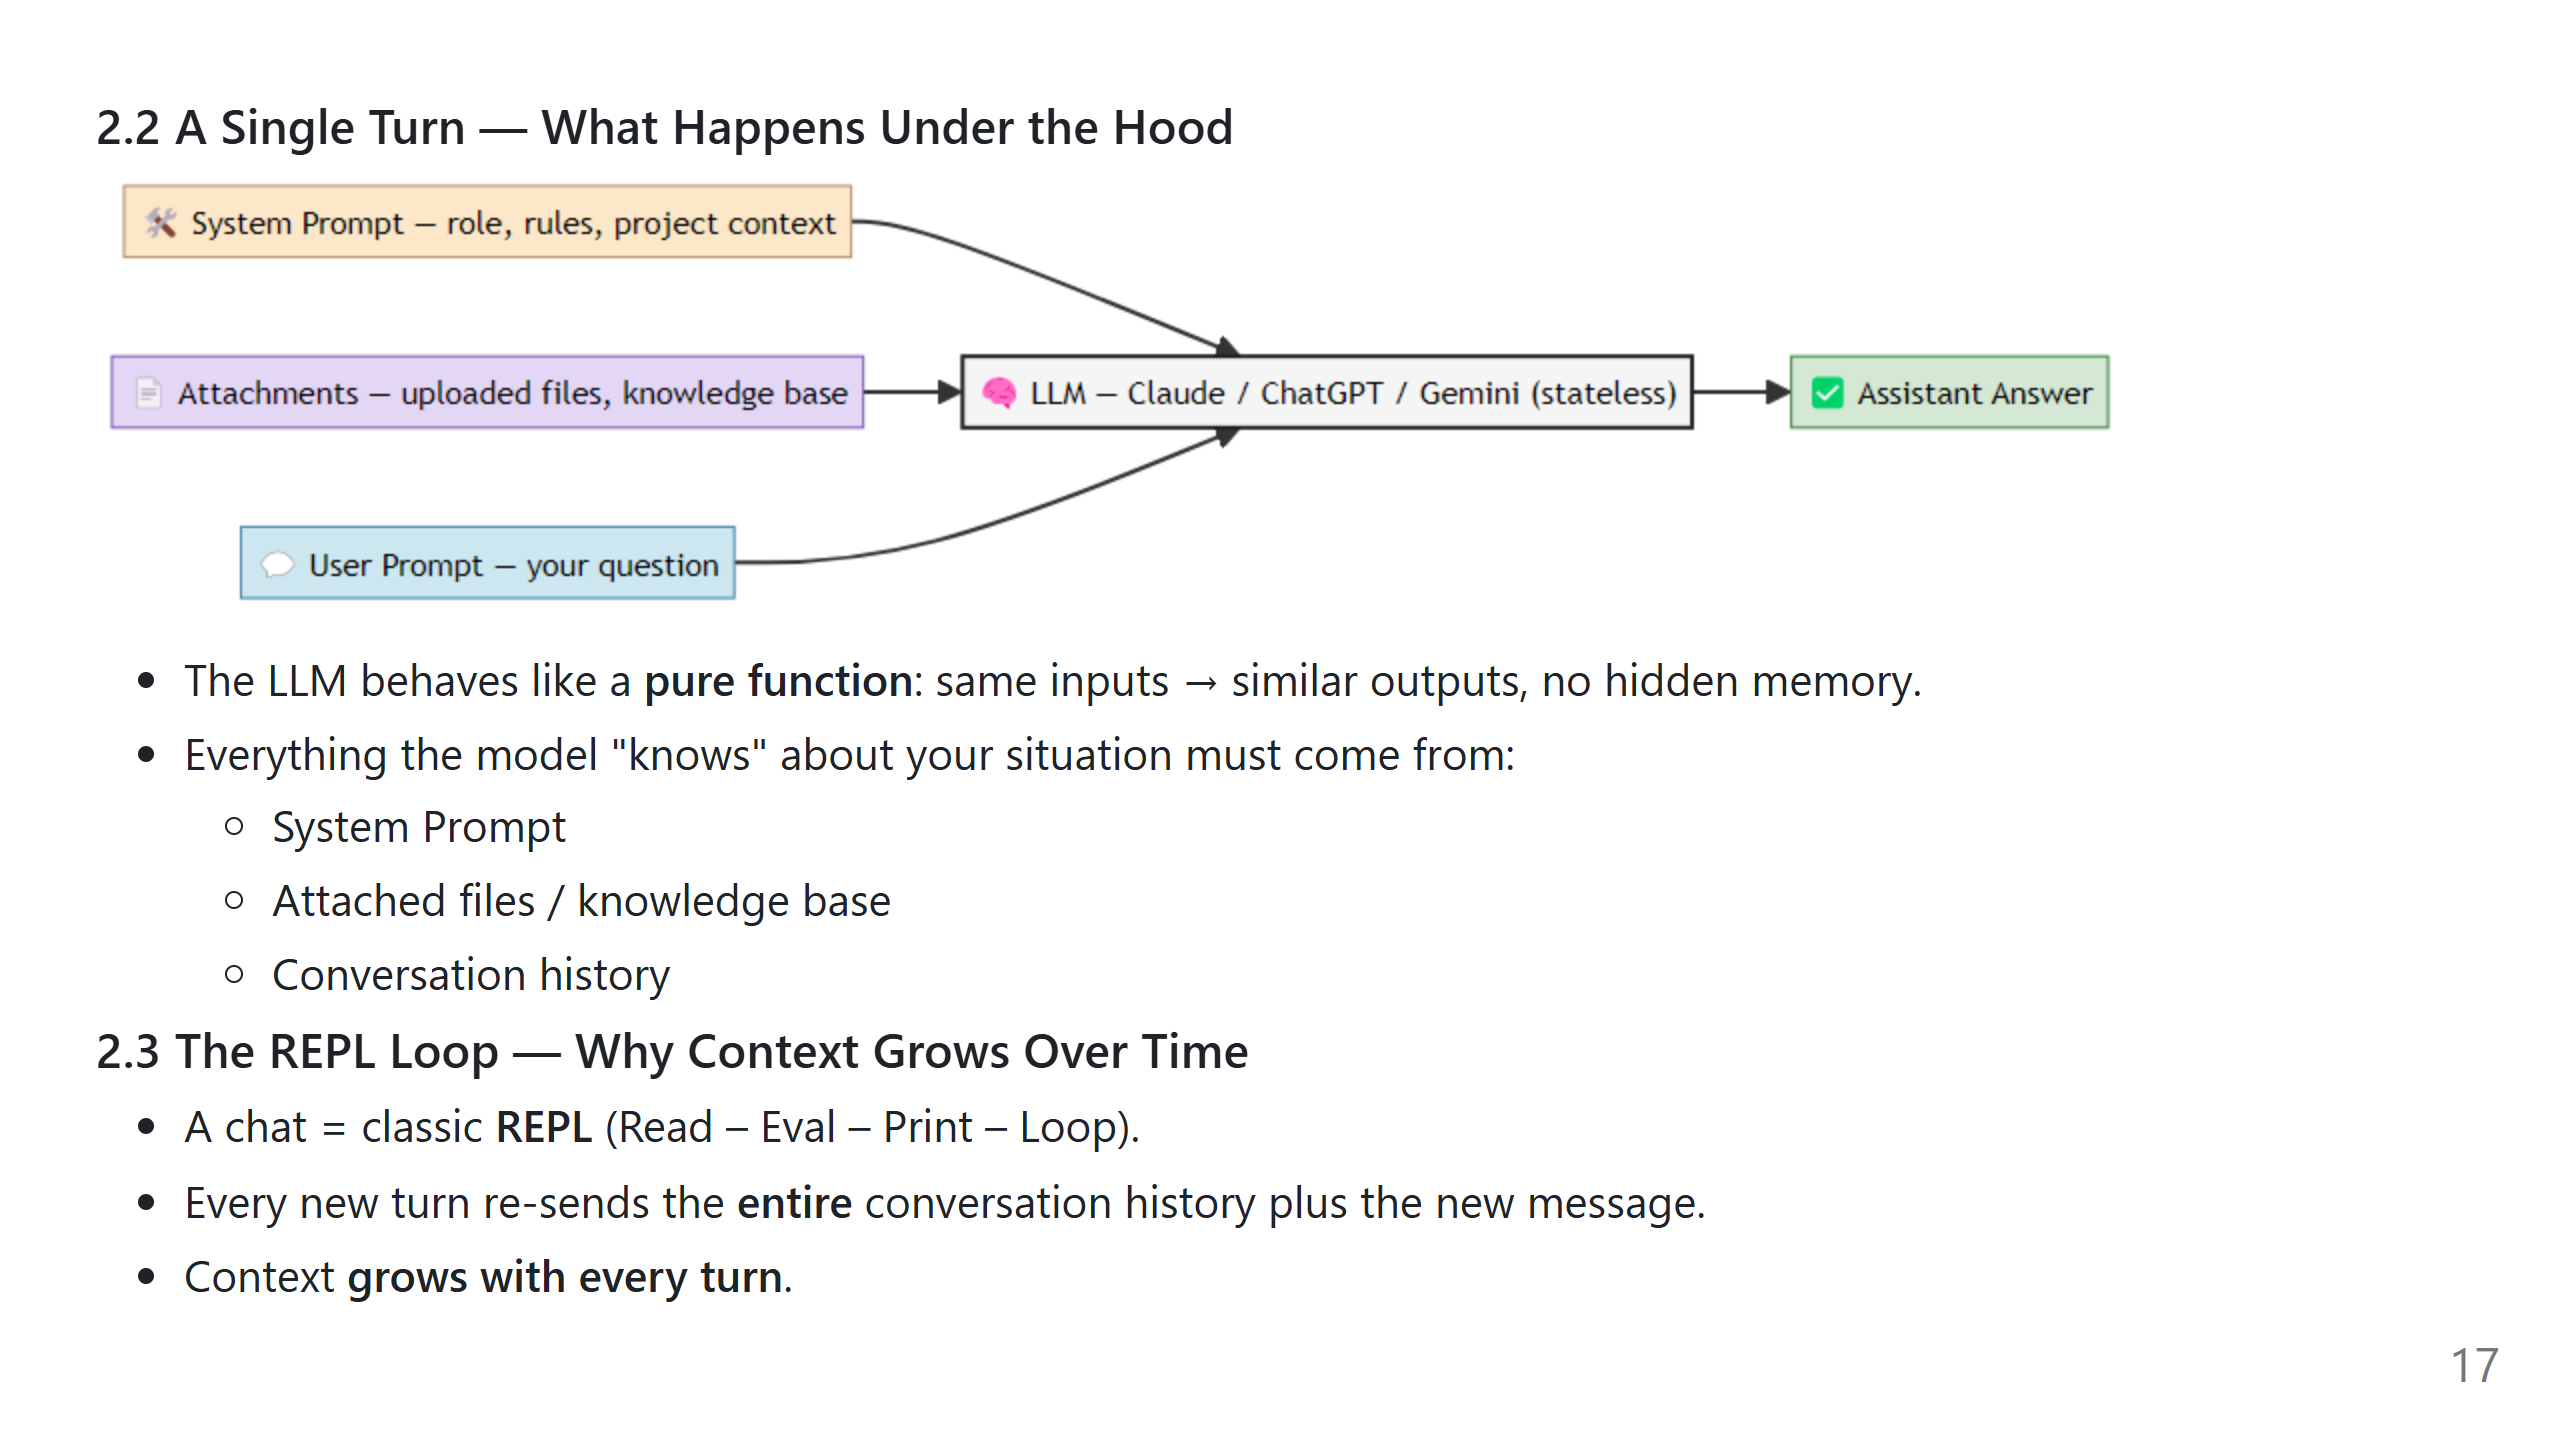 2.2 A Single Turn — What Happens Under the Hood
🛠 System Prompt — role, rules, project context
📄 Attachments — uploaded files, knowledge base
🧠 LLM — Claude / ChatGPT / Gemini (stateless)
✅ Assistant Answer
💬 User Prompt — your question
• The LLM behaves like a pure function: same inputs → similar outputs, no hidden memory.
• Everything the model "knows" about your situation must come from:
○ System Prompt
○ Attached files / knowledge base
○ Conversation history
2.3 The REPL Loop — Why Context Grows Over Time
• A chat = classic REPL (Read – Eval – Print – Loop).
• Every new turn re-sends the entire conversation history plus the new message.
• Context grows with every turn.
17